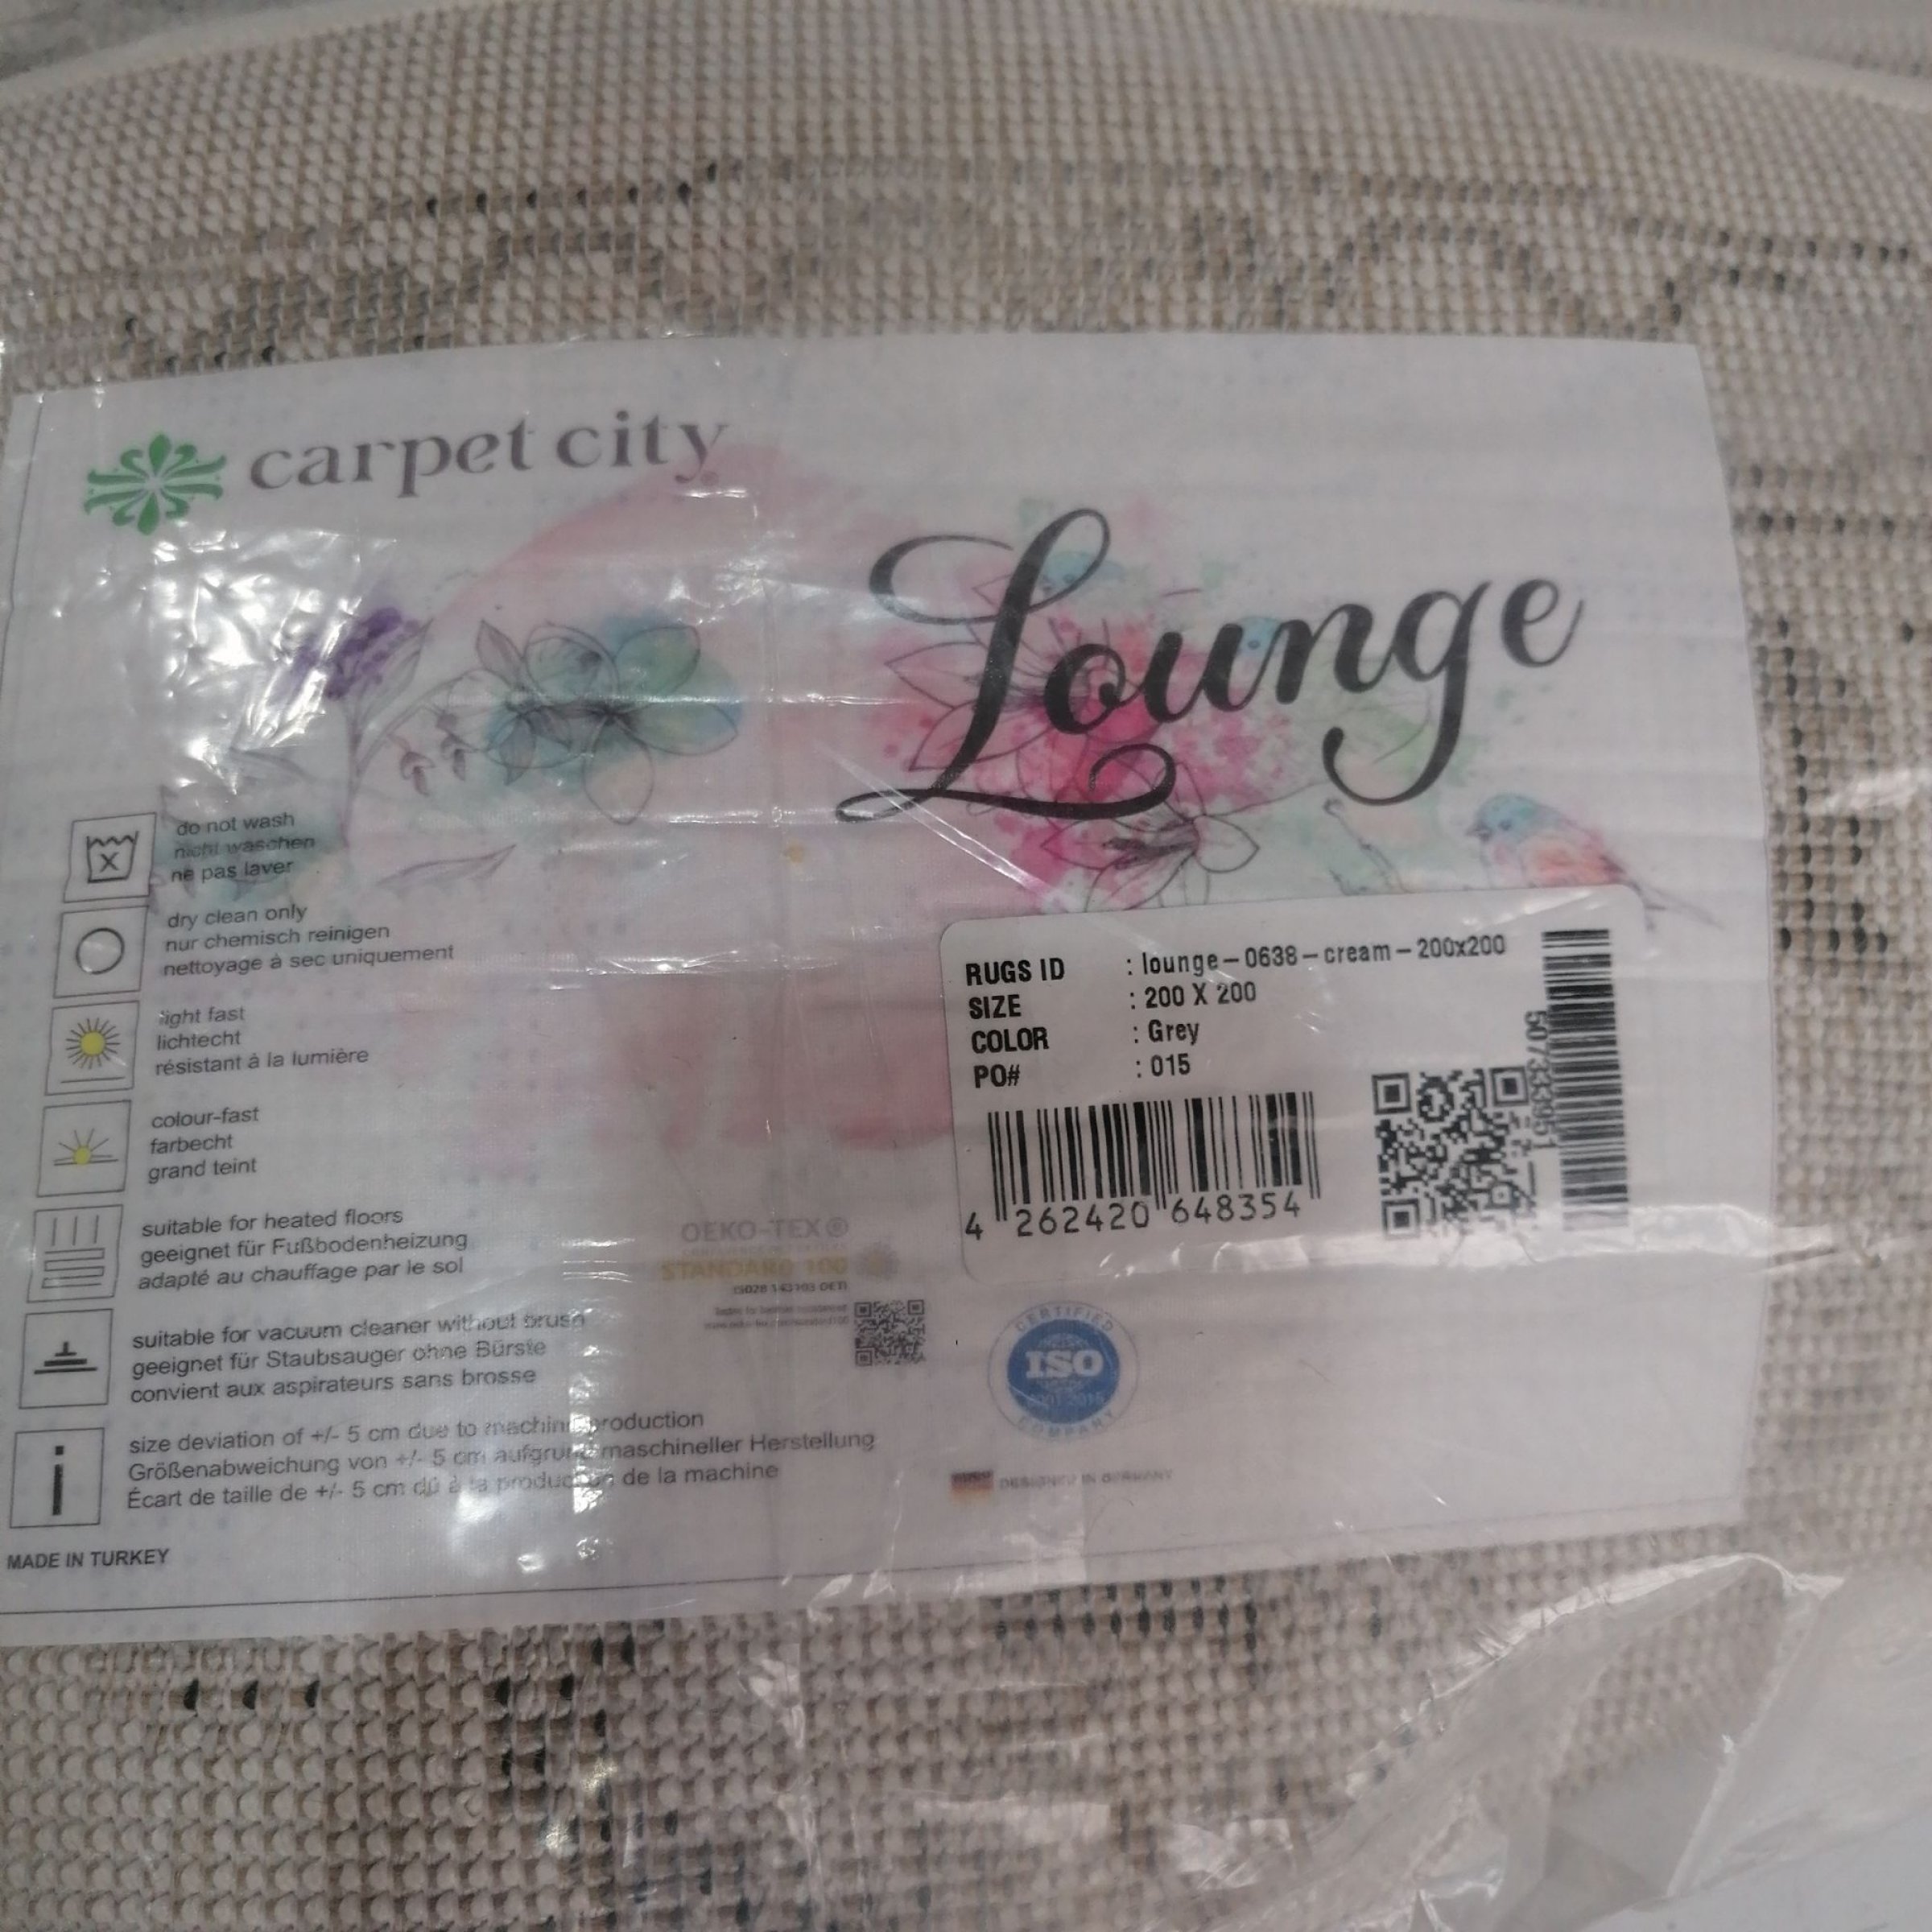 carpet city
Lounge
do not wash
nicht waschen
ne pas laver
dry clean only
nur chemisch reinigen
nettoyage à sec uniquement
light fast
lichtecht
résistant à la lumière
colour-fast
farbecht
grand teint
suitable for heated floors
geeignet für Fußbodenheizung
adapté au chauffage par le sol
suitable for vacuum cleaner without brush
geeignet für Staubsauger ohne Bürste
convient aux aspirateurs sans brosse
size deviation of +/- 5 cm due to machine production
Größenabweichung von +/- 5 cm aufgrund maschineller Herstellung
Écart de taille de +/- 5 cm dû à la production de la machine
MADE IN TURKEY
RUGS ID : lounge-0638-cream-200x200
SIZE : 200 X 200
COLOR : Grey
PO# : 015
4 262420 648354
507333951
OEKO-TEX®
STANDARD 100
CERTIFIED
ISO
9001:2015
COMPANY
DESIGNED IN GERMANY